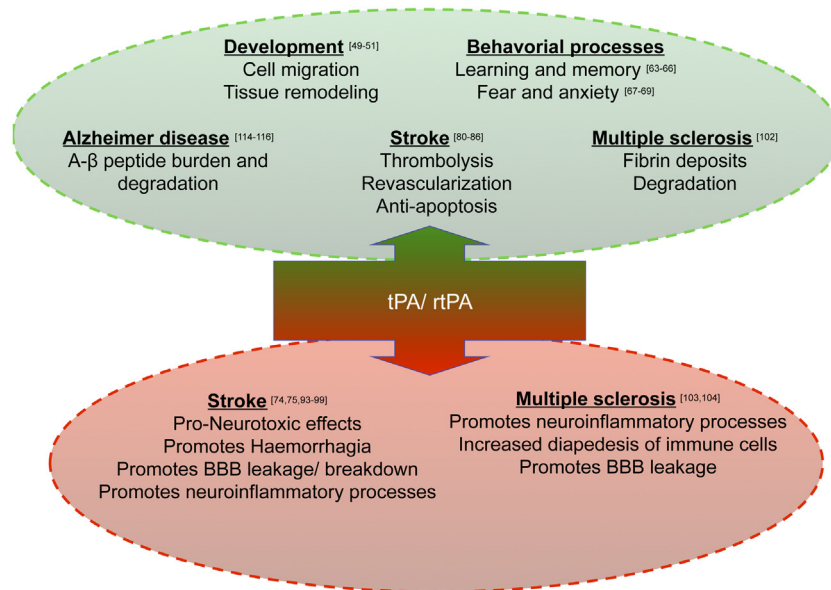 Development [49-51]
Cell migration
Tissue remodeling
Behavorial processes
Learning and memory [63-66]
Fear and anxiety [67-69]
Alzheimer disease [114-116]
A-β peptide burden and
degradation
Stroke [80-86]
Thrombolysis
Revascularization
Anti-apoptosis
Multiple sclerosis [102]
Fibrin deposits
Degradation
tPA/ rtPA
Stroke [74,75,93-99]
Pro-Neurotoxic effects
Promotes Haemorrhagia
Promotes BBB leakage/ breakdown
Promotes neuroinflammatory processes
Multiple sclerosis [103,104]
Promotes neuroinflammatory processes
Increased diapedesis of immune cells
Promotes BBB leakage